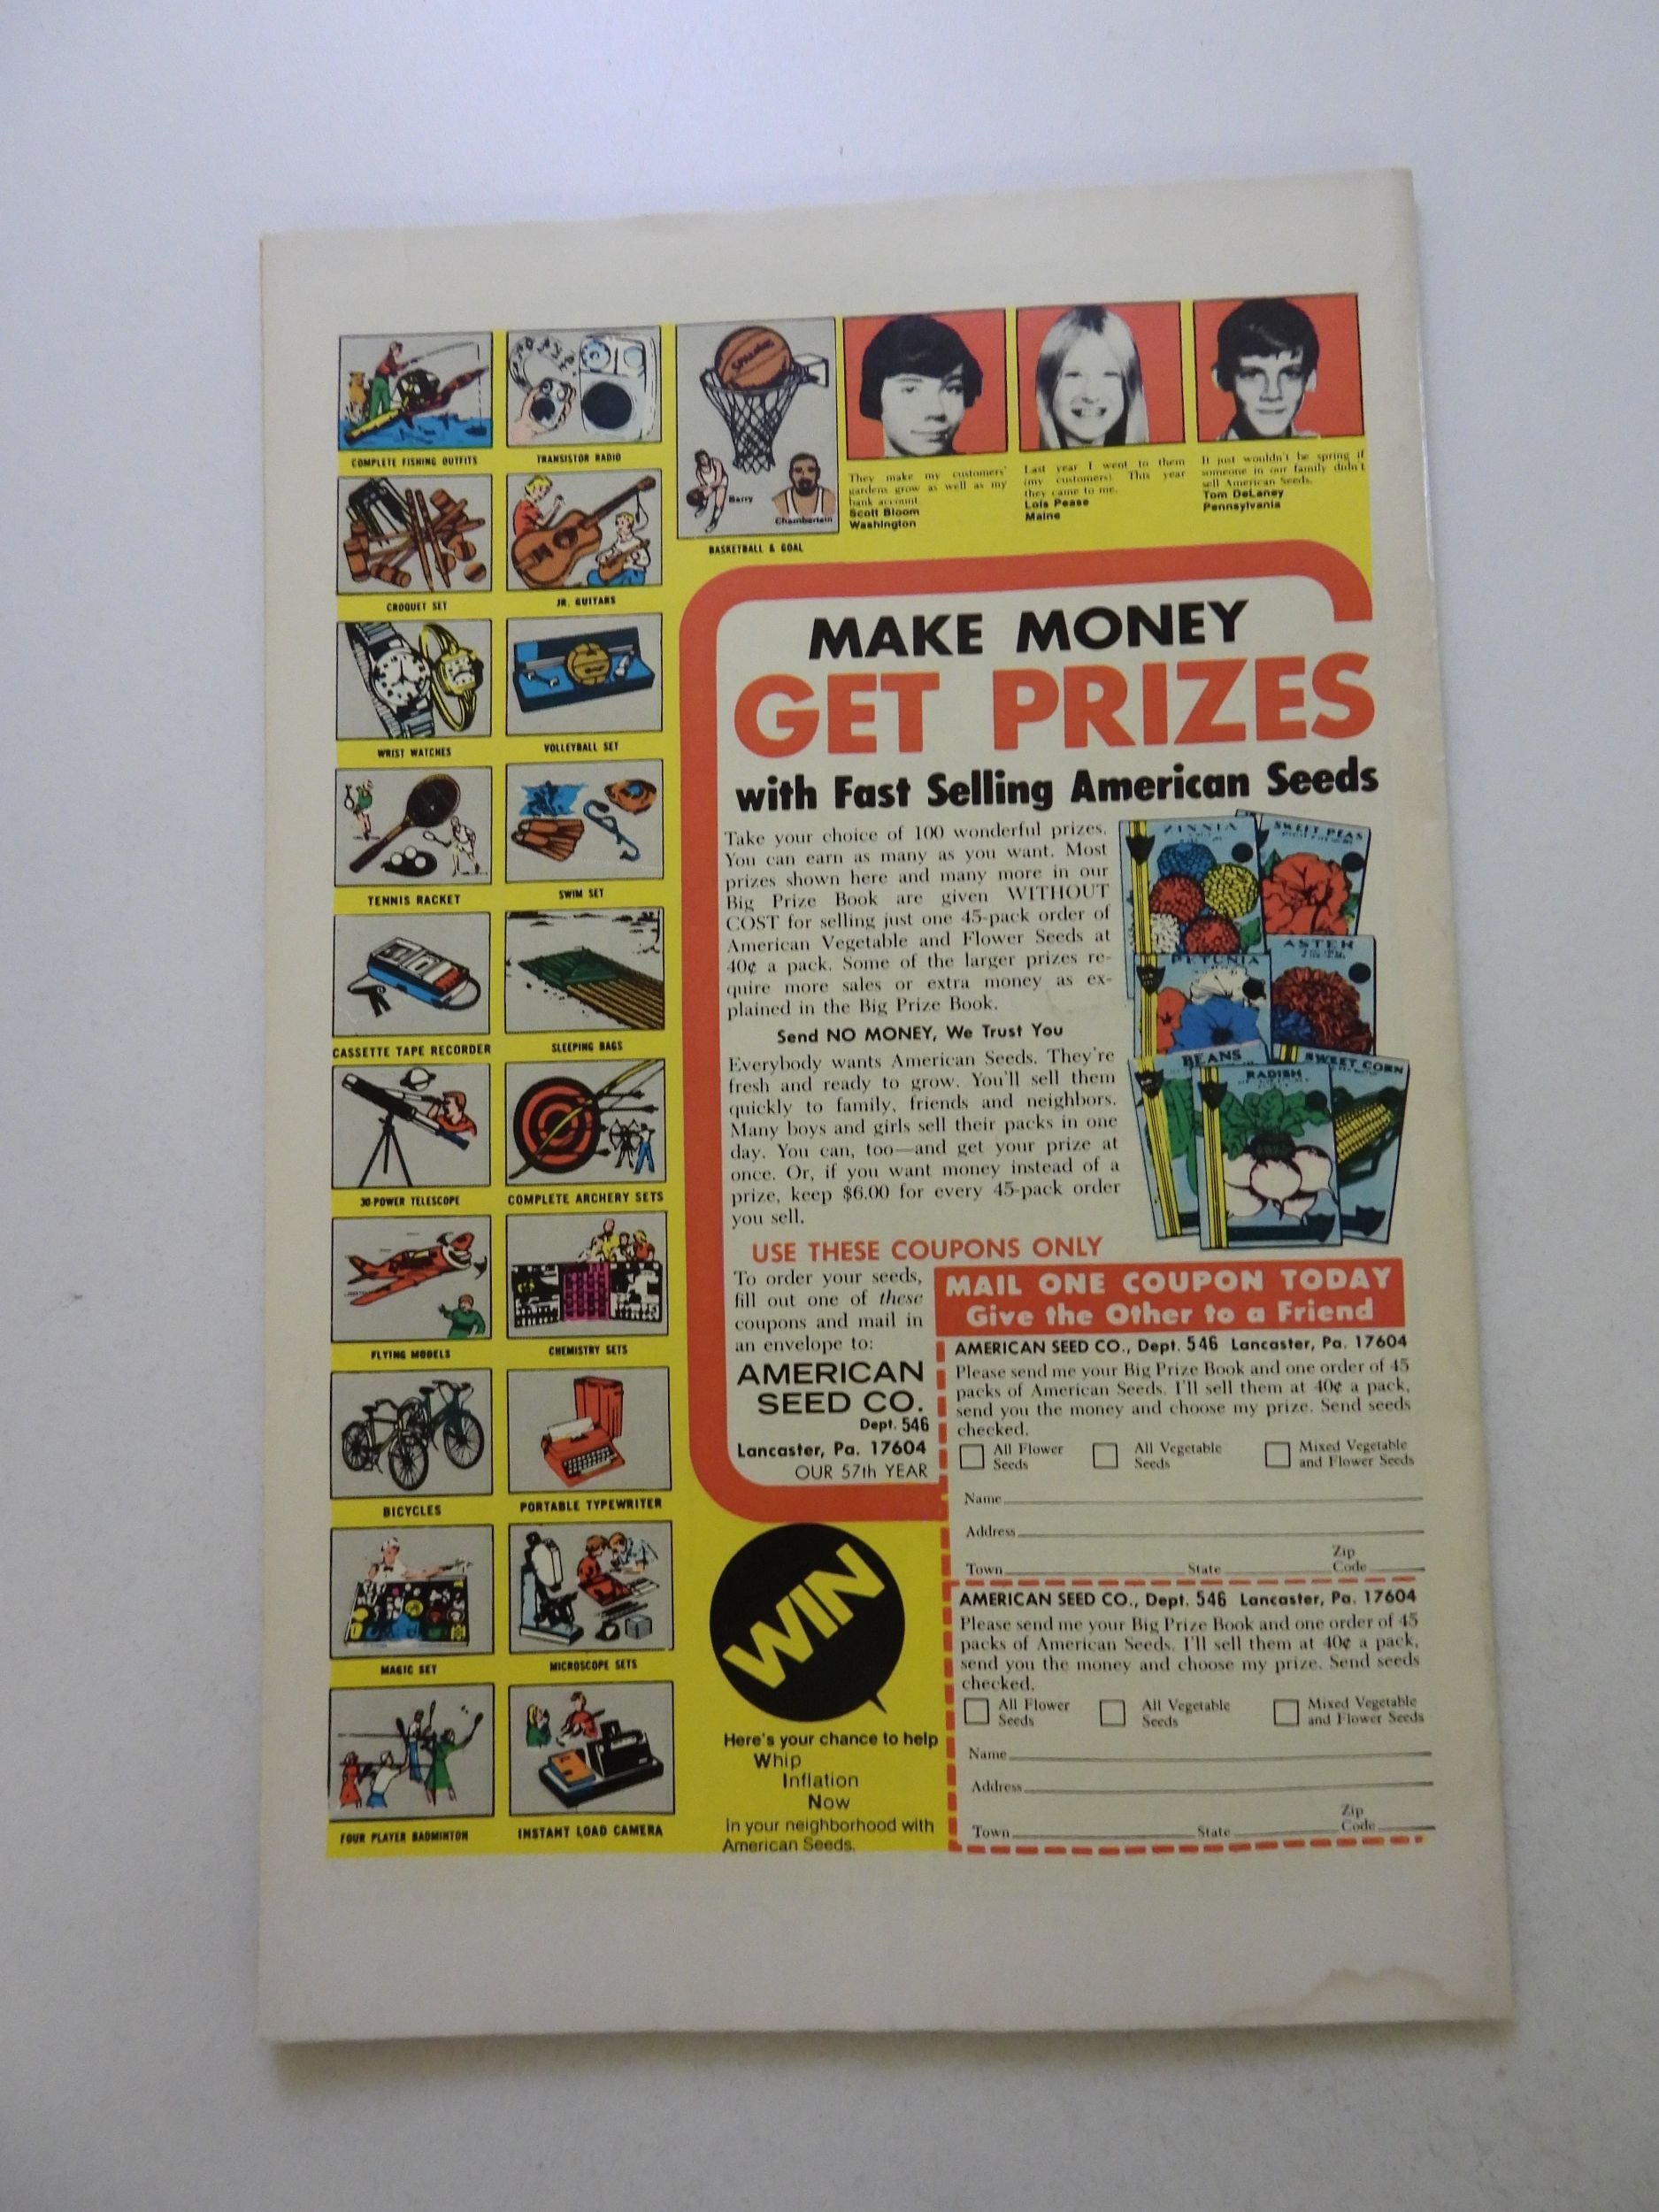 COMPLETE FISHING OUTFITS
TRANSISTOR RADIO
CROQUET SET
JR. GUITARS
WRIST WATCHES
VOLLEYBALL SET
TENNIS RACKET
SWIM SET
CASSETTE TAPE RECORDER
SLEEPING BAGS
30-POWER TELESCOPE
COMPLETE ARCHERY SETS
FLYING MODELS
CHEMISTRY SETS
BICYCLES
PORTABLE TYPEWRITER
MAGIC SET
MICROSCOPE SETS
FOUR PLAYER BADMINTON
INSTANT LOAD CAMERA
SPALDING
Barry
Chamberlain
BASKETBALL & GOAL
They make my customers'
gardens grow as well as my
bank account.
Scott Bloom
Washington
Last year I went to them
(my customers). This year
they came to me.
Lois Pease
Maine
It just wouldn't be spring if
someone in our family didn't
sell American Seeds.
Tom DeLaney
Pennsylvania
MAKE MONEY
GET PRIZES
with Fast Selling American Seeds
Take your choice of 100 wonderful prizes.
You can earn as many as you want. Most
prizes shown here and many more in our
Big Prize Book are given WITHOUT
COST for selling just one 45-pack order of
American Vegetable and Flower Seeds at
40¢ a pack. Some of the larger prizes re-
quire more sales or extra money as ex-
plained in the Big Prize Book.
Send NO MONEY, We Trust You
Everybody wants American Seeds. They're
fresh and ready to grow. You'll sell them
quickly to family, friends and neighbors.
Many boys and girls sell their packs in one
day. You can, too—and get your prize at
once. Or, if you want money instead of a
prize, keep $6.00 for every 45-pack order
you sell.
ZINNIA
SWEET PEAS
PETUNIA
ASTER
BEANS
RADISH
SWEET CORN
USE THESE COUPONS ONLY
To order your seeds,
fill out one of these
coupons and mail in
an envelope to:
AMERICAN
SEED CO.
Dept. 546
Lancaster, Pa. 17604
OUR 57th YEAR
WIN
Here's your chance to help
Whip
Inflation
Now
in your neighborhood with
American Seeds.
MAIL ONE COUPON TODAY
Give the Other to a Friend
AMERICAN SEED CO., Dept. 546 Lancaster, Pa. 17604
Please send me your Big Prize Book and one order of 45
packs of American Seeds. I'll sell them at 40¢ a pack,
send you the money and choose my prize. Send seeds
checked.
All Flower Seeds
All Vegetable Seeds
Mixed Vegetable and Flower Seeds
Name
Address
Town State Zip Code
AMERICAN SEED CO., Dept. 546 Lancaster, Pa. 17604
Please send me your Big Prize Book and one order of 45
packs of American Seeds. I'll sell them at 40¢ a pack,
send you the money and choose my prize. Send seeds
checked.
All Flower Seeds
All Vegetable Seeds
Mixed Vegetable and Flower Seeds
Name
Address
Town State Zip Code